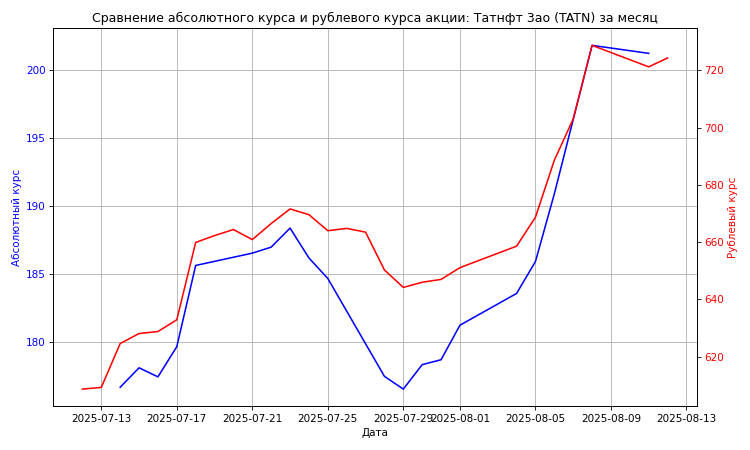 Сравнение абсолютного курса и рублевого курса акции: Татнфт 3ао (TATN) за месяц
Абсолютный курс
200
195
190
185
180
720
700
680
660
640
620
Рублевый курс
2025-07-13 2025-07-17 2025-07-21 2025-07-25 2025-07-29 2025-08-01 2025-08-05 2025-08-09 2025-08-13
Дата